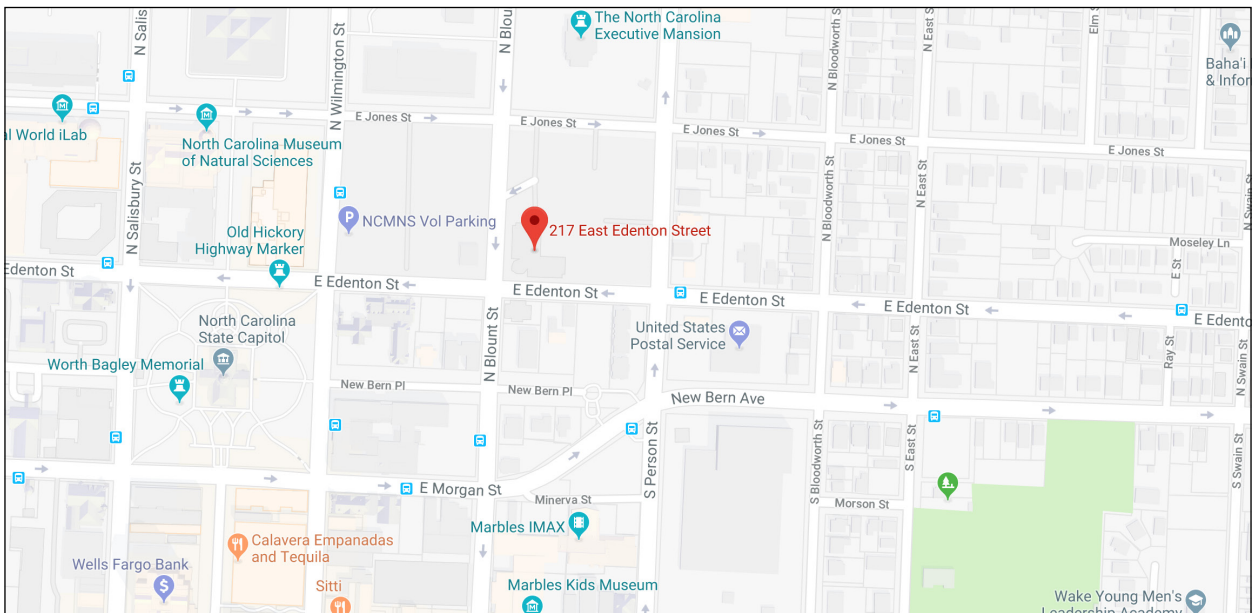 N Salis
N Wilmington St
N Blou
The North Carolina
Executive Mansion
N Bloodworth S
N East S
Elm S
Baha'i
& Infor
al World iLab
North Carolina Museum
of Natural Sciences
E Jones St
E Jones St
E Jones St
E Jones St
E Jones St
N Salisbury St
P
NCMNS Vol Parking
217 East Edenton Street
Old Hickory
Highway Marker
N Bloodworth St
N East St
N Swain S
Moseley Ln
E St
Edenton St
E Edenton St
E Edenton St
E Edenton St
E Edenton St
E Edento
North Carolina
State Capitol
Worth Bagley Memorial
N Blount St
United States
Postal Service
N East St
Ray St
N Swain St
New Bern Pl
New Bern Pl
New Bern Ave
S Person St
S Bloodworth St
S East St
S Swain St
E Morgan St
Minerva St
Morson St
Marbles IMAX
Calavera Empanadas
and Tequila
Wells Fargo Bank
$
Sitti
Marbles Kids Museum
Wake Young Men's
Leadership Academy